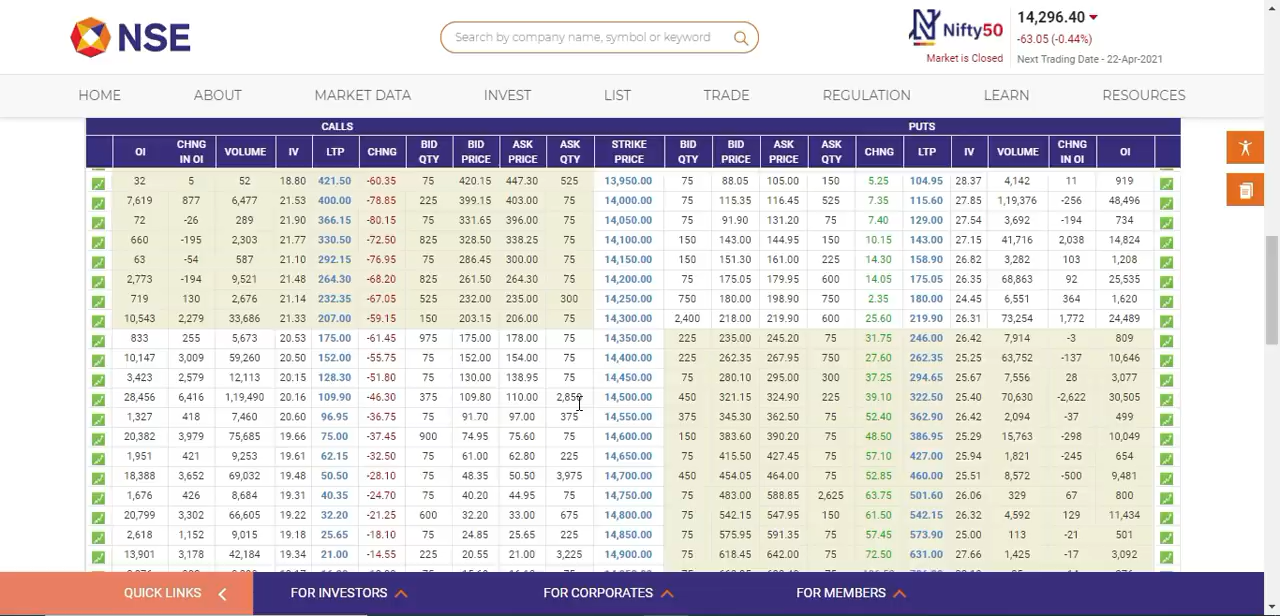 NSE
Search by company name, symbol or keyword
Nifty50
Market is Closed
14,296.40
-63.05 (-0.44%)
Next Trading Date - 22-Apr-2021
HOME ABOUT MARKET DATA INVEST LIST TRADE REGULATION LEARN RESOURCES
CALLS PUTS
OI CHNG IN OI VOLUME IV LTP CHNG BID QTY BID PRICE ASK PRICE ASK QTY STRIKE PRICE BID QTY BID PRICE ASK PRICE ASK QTY CHNG LTP IV VOLUME CHNG IN OI OI
32 5 52 18.80 421.50 -60.35 75 420.15 447.30 525 13,950.00 75 88.05 105.00 150 5.25 104.95 28.37 4,142 11 919
7,619 877 6,477 21.53 400.00 -78.85 225 399.15 403.00 75 14,000.00 75 115.35 116.45 525 7.35 115.60 27.85 1,19,376 -256 48,496
72 -26 289 21.90 366.15 -80.15 75 331.65 396.00 75 14,050.00 75 91.90 131.20 75 7.40 129.00 27.54 3,692 -194 734
660 -195 2,303 21.77 330.50 -72.50 825 328.50 338.25 75 14,100.00 150 143.00 144.95 150 10.15 143.00 27.15 41,716 2,038 14,824
63 -54 587 21.10 292.15 -76.95 75 286.45 300.00 75 14,150.00 150 151.30 161.00 225 14.30 158.90 26.82 3,282 103 1,208
2,773 -194 9,521 21.48 264.30 -68.20 825 261.50 264.30 75 14,200.00 75 175.05 179.95 600 14.05 175.05 26.35 68,863 92 25,535
719 130 2,676 21.14 232.35 -67.05 525 232.00 235.00 300 14,250.00 750 180.00 198.90 750 2.35 180.00 24.45 6,551 364 1,620
10,543 2,279 33,686 21.33 207.00 -59.15 150 203.15 206.00 75 14,300.00 2,400 218.00 219.90 600 25.60 219.90 26.31 73,254 1,772 24,489
833 255 5,673 20.53 175.00 -61.45 975 175.00 178.00 75 14,350.00 225 235.00 245.20 75 31.75 246.00 26.42 7,914 -3 809
10,147 3,009 59,260 20.50 152.00 -55.75 75 152.00 154.00 75 14,400.00 225 262.35 267.95 750 27.60 262.35 25.56 63,752 -137 10,646
3,423 2,579 12,113 20.15 128.30 -51.80 75 130.00 138.95 75 14,450.00 75 280.10 295.00 300 37.25 294.65 25.67 7,556 28 3,077
28,456 6,416 1,19,490 20.16 109.90 -46.30 375 109.80 110.00 2,850 14,500.00 450 321.15 324.90 225 39.10 322.50 25.40 70,630 -2,622 30,505
1,327 418 7,460 20.60 96.95 -36.75 75 91.70 97.00 375 14,550.00 375 345.30 362.50 75 52.40 362.90 26.42 2,094 -37 499
20,382 3,979 75,685 19.66 75.00 -37.45 900 74.95 75.60 75 14,600.00 150 383.60 390.20 75 48.50 386.95 25.29 15,763 -298 10,049
1,951 421 9,253 19.61 62.15 -32.50 75 61.00 62.80 225 14,650.00 75 415.50 427.45 75 57.10 427.00 25.94 1,821 -245 654
18,388 3,652 69,032 19.48 50.50 -28.10 75 48.35 50.50 3,975 14,700.00 450 454.05 464.00 75 52.85 460.00 25.51 8,572 -500 9,481
1,676 426 8,684 19.31 40.35 -24.70 75 40.20 44.95 75 14,750.00 75 483.00 588.85 2,625 63.75 501.60 26.06 329 67 800
20,799 3,302 66,605 19.22 32.20 -21.25 600 2.20 33.00 675 14,800.00 75 542.15 547.95 150 61.50 542.15 26.32 4,592 129 11,434
2,618 1,152 9,015 19.18 25.65 -18.10 75 24.85 25.65 225 14,850.00 75 575.95 591.35 75 57.45 573.90 25.00 113 -21 501
13,901 3,178 42,184 19.34 21.00 -14.55 225 20.55 21.00 3,225 14,900.00 75 618.45 642.00 75 72.50 631.00 27.66 1,425 -17 3,092
QUICK LINKS FOR INVESTORS FOR CORPORATES FOR MEMBERS